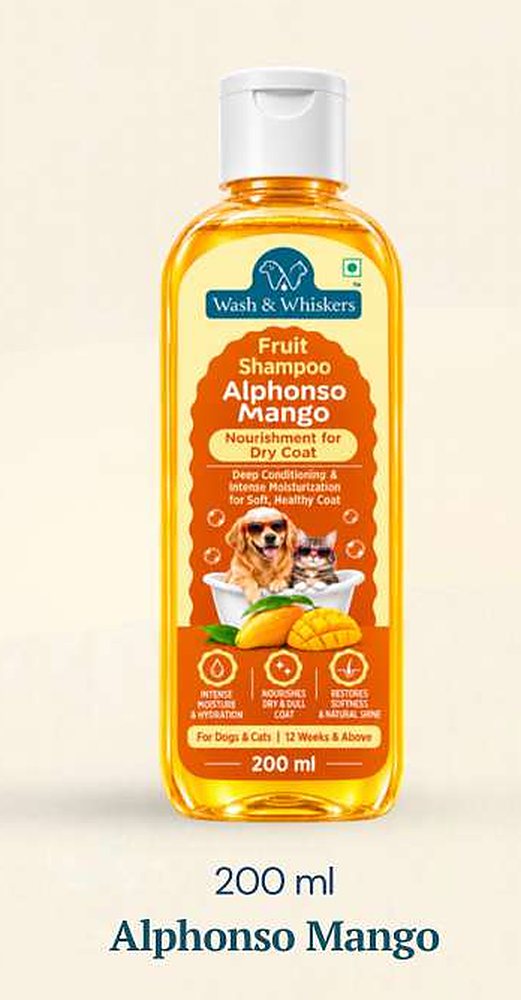 Wash & Whiskers
™
Fruit
Shampoo
Alphonso
Mango
Nourishment for
Dry Coat
Deep Conditioning &
Intense Moisturization
for Soft, Healthy Coat
INTENSE
MOISTURE
& HYDRATION
NOURISHES
DRY & DULL
COAT
RESTORES
SOFTNESS
& NATURAL SHINE
For Dogs & Cats | 12 Weeks & Above
200 ml
200 ml
Alphonso Mango